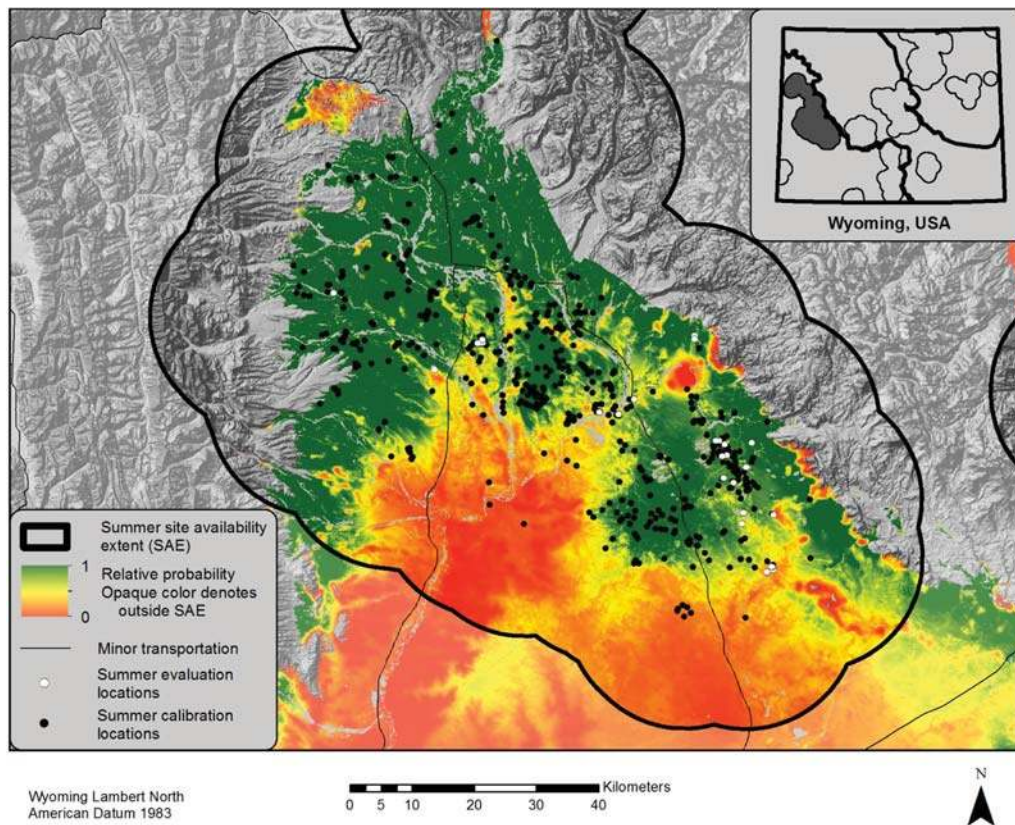 Wyoming, USA
Summer site availability
extent (SAE)
1
Relative probability
Opaque color denotes
outside SAE
0
Minor transportation
Summer evaluation
locations
Summer calibration
locations
Wyoming Lambert North
American Datum 1983
Kilometers
0 5 10 20 30 40
N